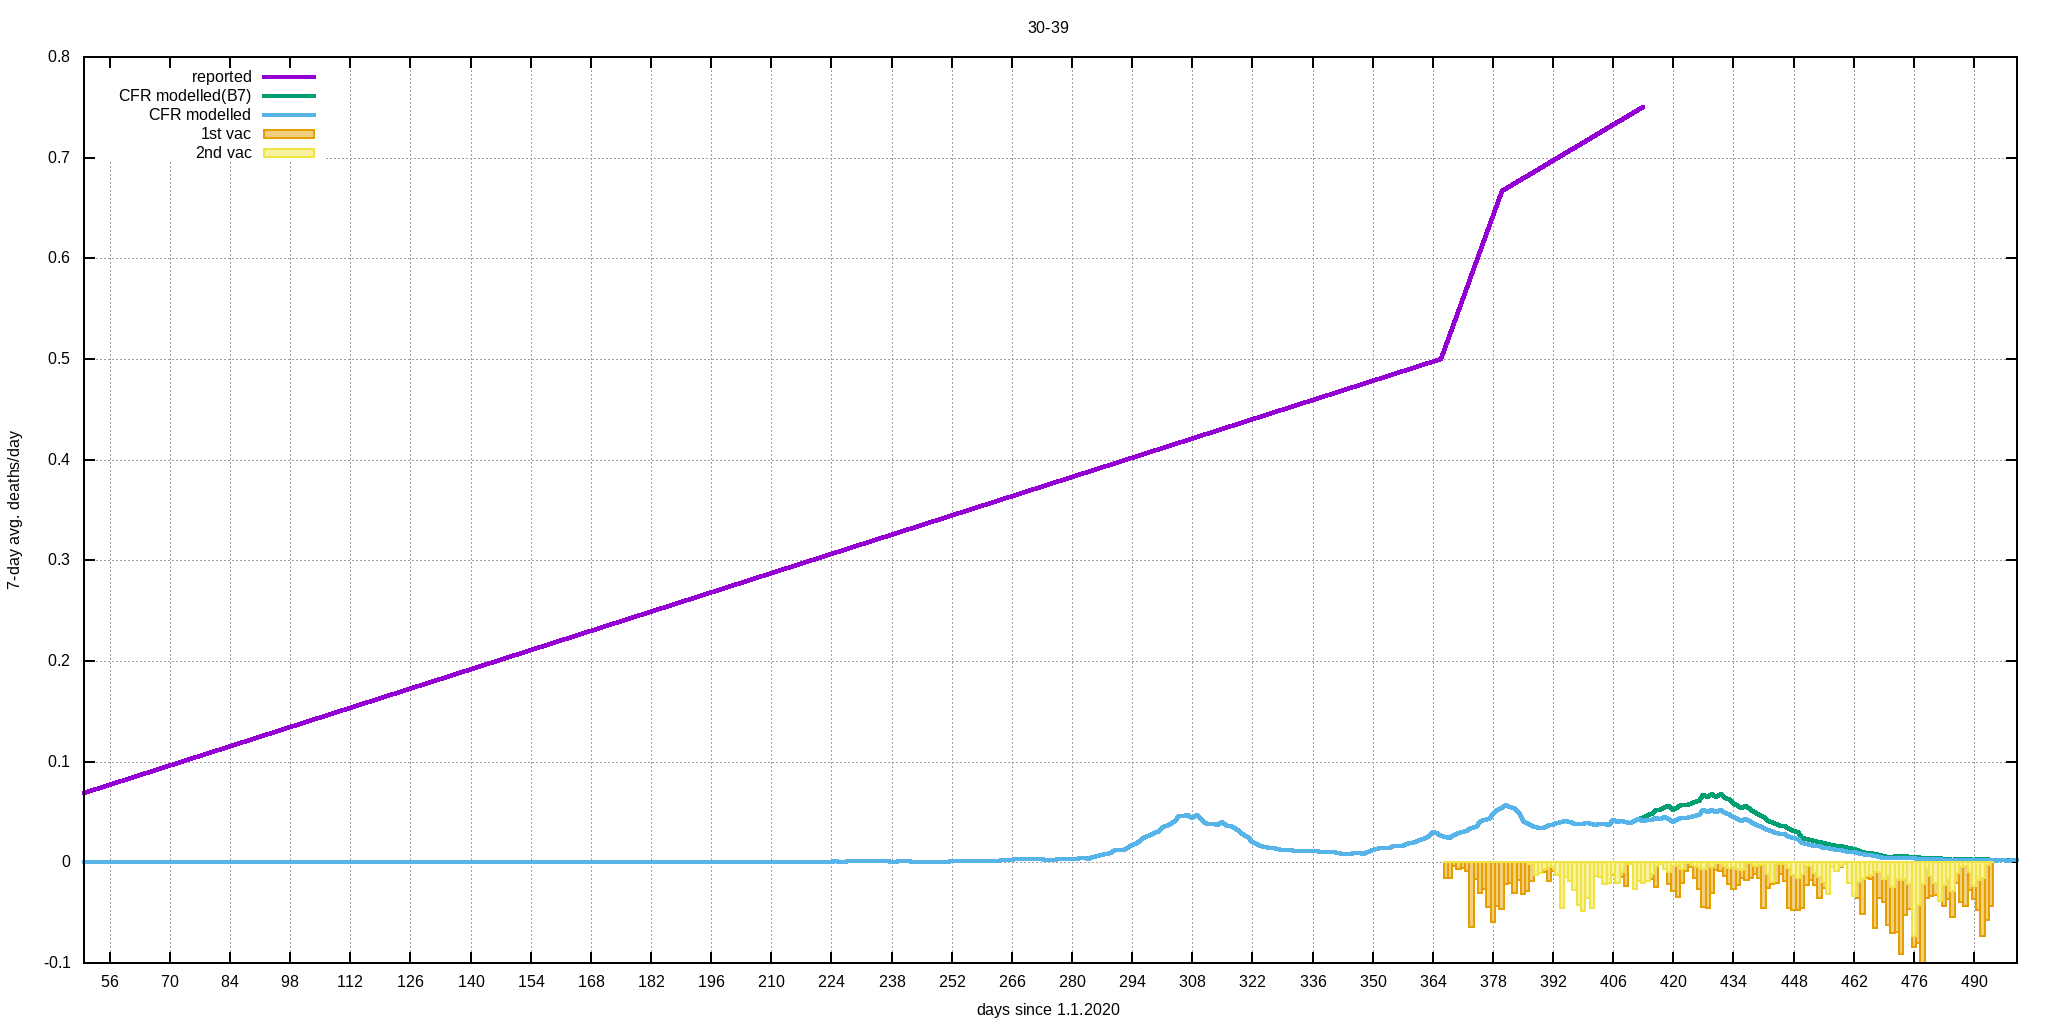 30-39
0.8
0.7
0.6
0.5
0.4
0.3
0.2
0.1
0
-0.1
7-day avg. deaths/day
reported
CFR modelled(B7)
CFR modelled
1st vac
2nd vac
56 70 84 98 112 126 140 154 168 182 196 210 224 238 252 266 280 294 308 322 336 350 364 378 392 406 420 434 448 462 476 490
days since 1.1.2020